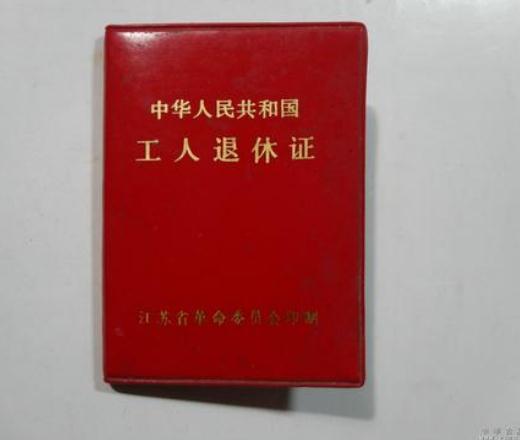 中华人民共和国
工人退休证
江苏省革命委员会印制